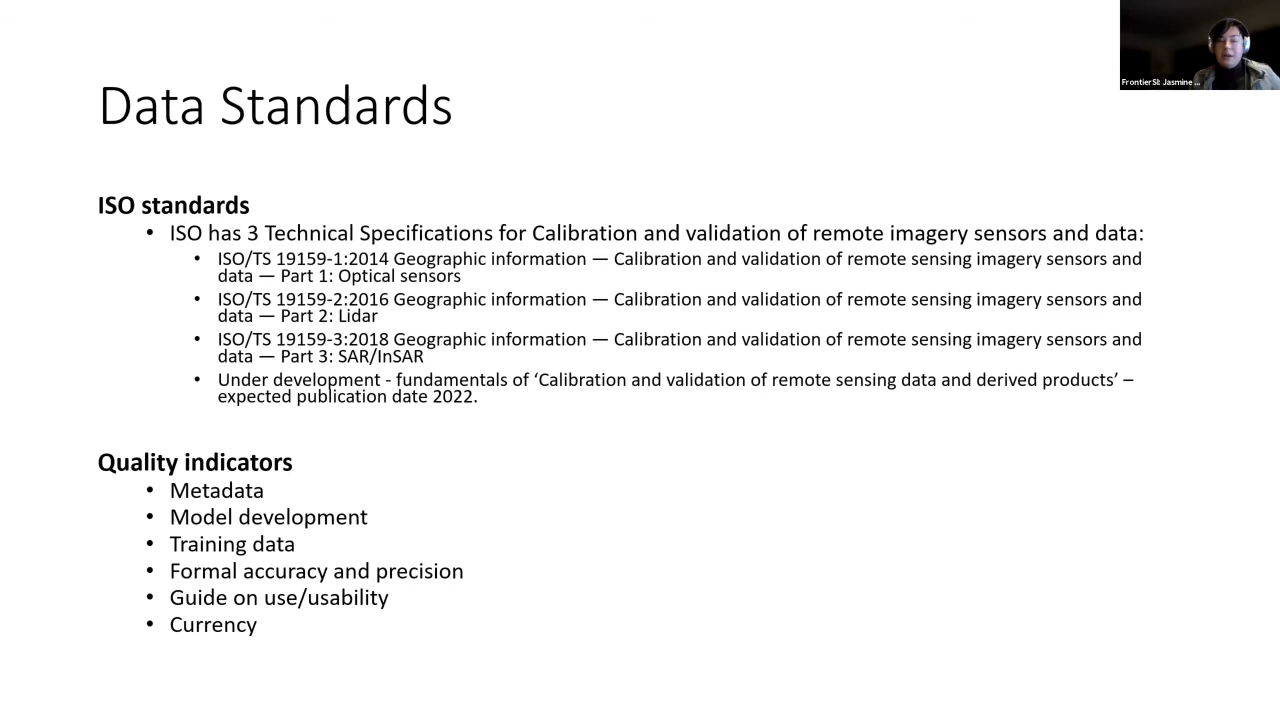 FrontierSI: Jasmine ...
Data Standards
ISO standards
• ISO has 3 Technical Specifications for Calibration and validation of remote imagery sensors and data:
• ISO/TS 19159-1:2014 Geographic information — Calibration and validation of remote sensing imagery sensors and
data — Part 1: Optical sensors
• ISO/TS 19159-2:2016 Geographic information — Calibration and validation of remote sensing imagery sensors and
data — Part 2: Lidar
• ISO/TS 19159-3:2018 Geographic information — Calibration and validation of remote sensing imagery sensors and
data — Part 3: SAR/InSAR
• Under development - fundamentals of ‘Calibration and validation of remote sensing data and derived products’ –
expected publication date 2022.
Quality indicators
• Metadata
• Model development
• Training data
• Formal accuracy and precision
• Guide on use/usability
• Currency